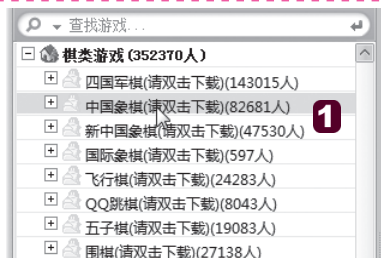 查找游戏...
棋类游戏 (352370人)
四国军棋(请双击下载)(143015人)
中国象棋(请双击下载)(82681人)
1
新中国象棋(请双击下载)(47530人)
国际象棋(请双击下载)(597人)
飞行棋(请双击下载)(24283人)
QQ跳棋(请双击下载)(8043人)
五子棋(请双击下载)(19083人)
围棋(请双击下载)(27138人)